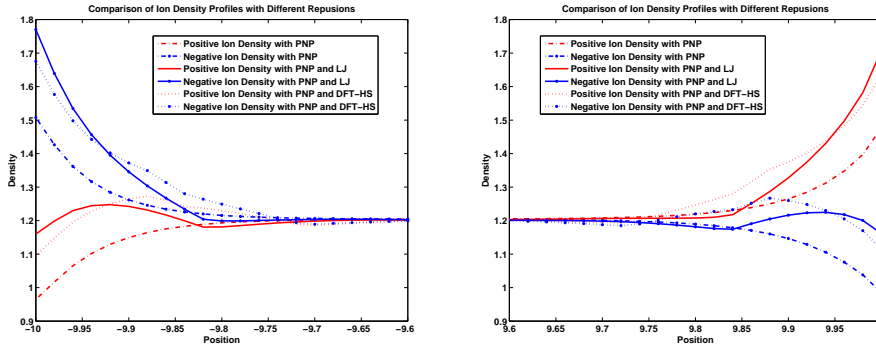 Comparison of Ion Density Profiles with Different Repusions
1.8
1.7
1.6
1.5
1.4
1.3
1.2
1.1
1
0.9
Density
Positive Ion Density with PNP
Negative Ion Density with PNP
Positive Ion Density with PNP and LJ
Negative Ion Density with PNP and LJ
Positive Ion Density with PNP and DFT−HS
Negative Ion Density with PNP and DFT−HS
−10 −9.95 −9.9 −9.85 −9.8 −9.75 −9.7 −9.65 −9.6
Position
Comparison of Ion Density Profiles with Different Repusions
1.8
1.7
1.6
1.5
1.4
1.3
1.2
1.1
1
0.9
Density
Positive Ion Density with PNP
Negative Ion Density with PNP
Positive Ion Density with PNP and LJ
Negative Ion Density with PNP and LJ
Positive Ion Density with PNP and DFT−HS
Negative Ion Density with PNP and DFT−HS
9.6 9.65 9.7 9.75 9.8 9.85 9.9 9.95
Position